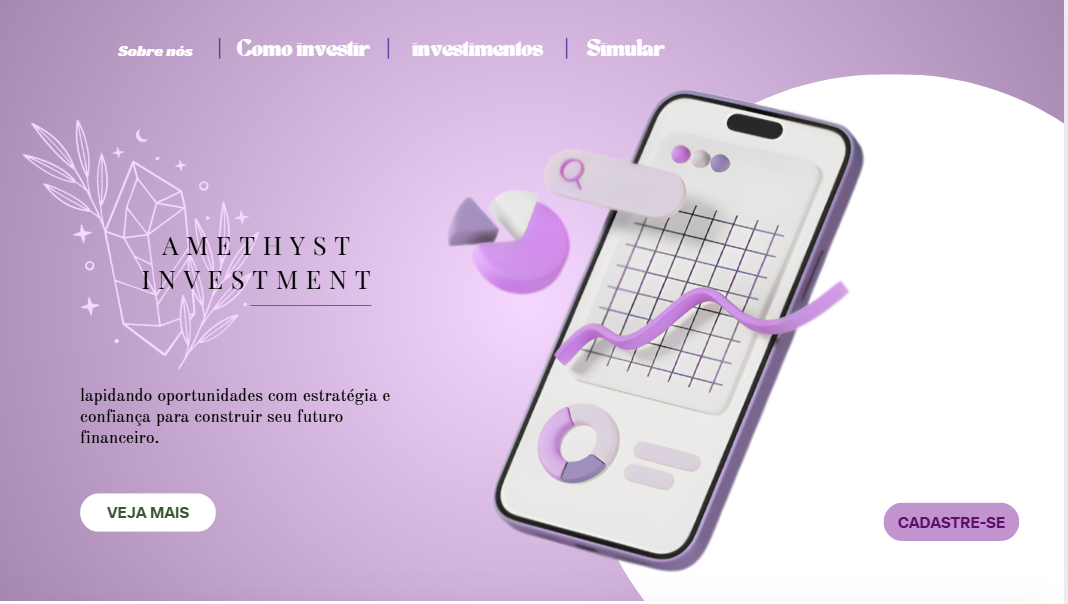 Sobre nós | Como investir | investimentos | Simular
AMETHYST
INVESTMENT
lapidando oportunidades com estratégia e
confiança para construir seu futuro
financeiro.
VEJA MAIS
CADASTRE-SE